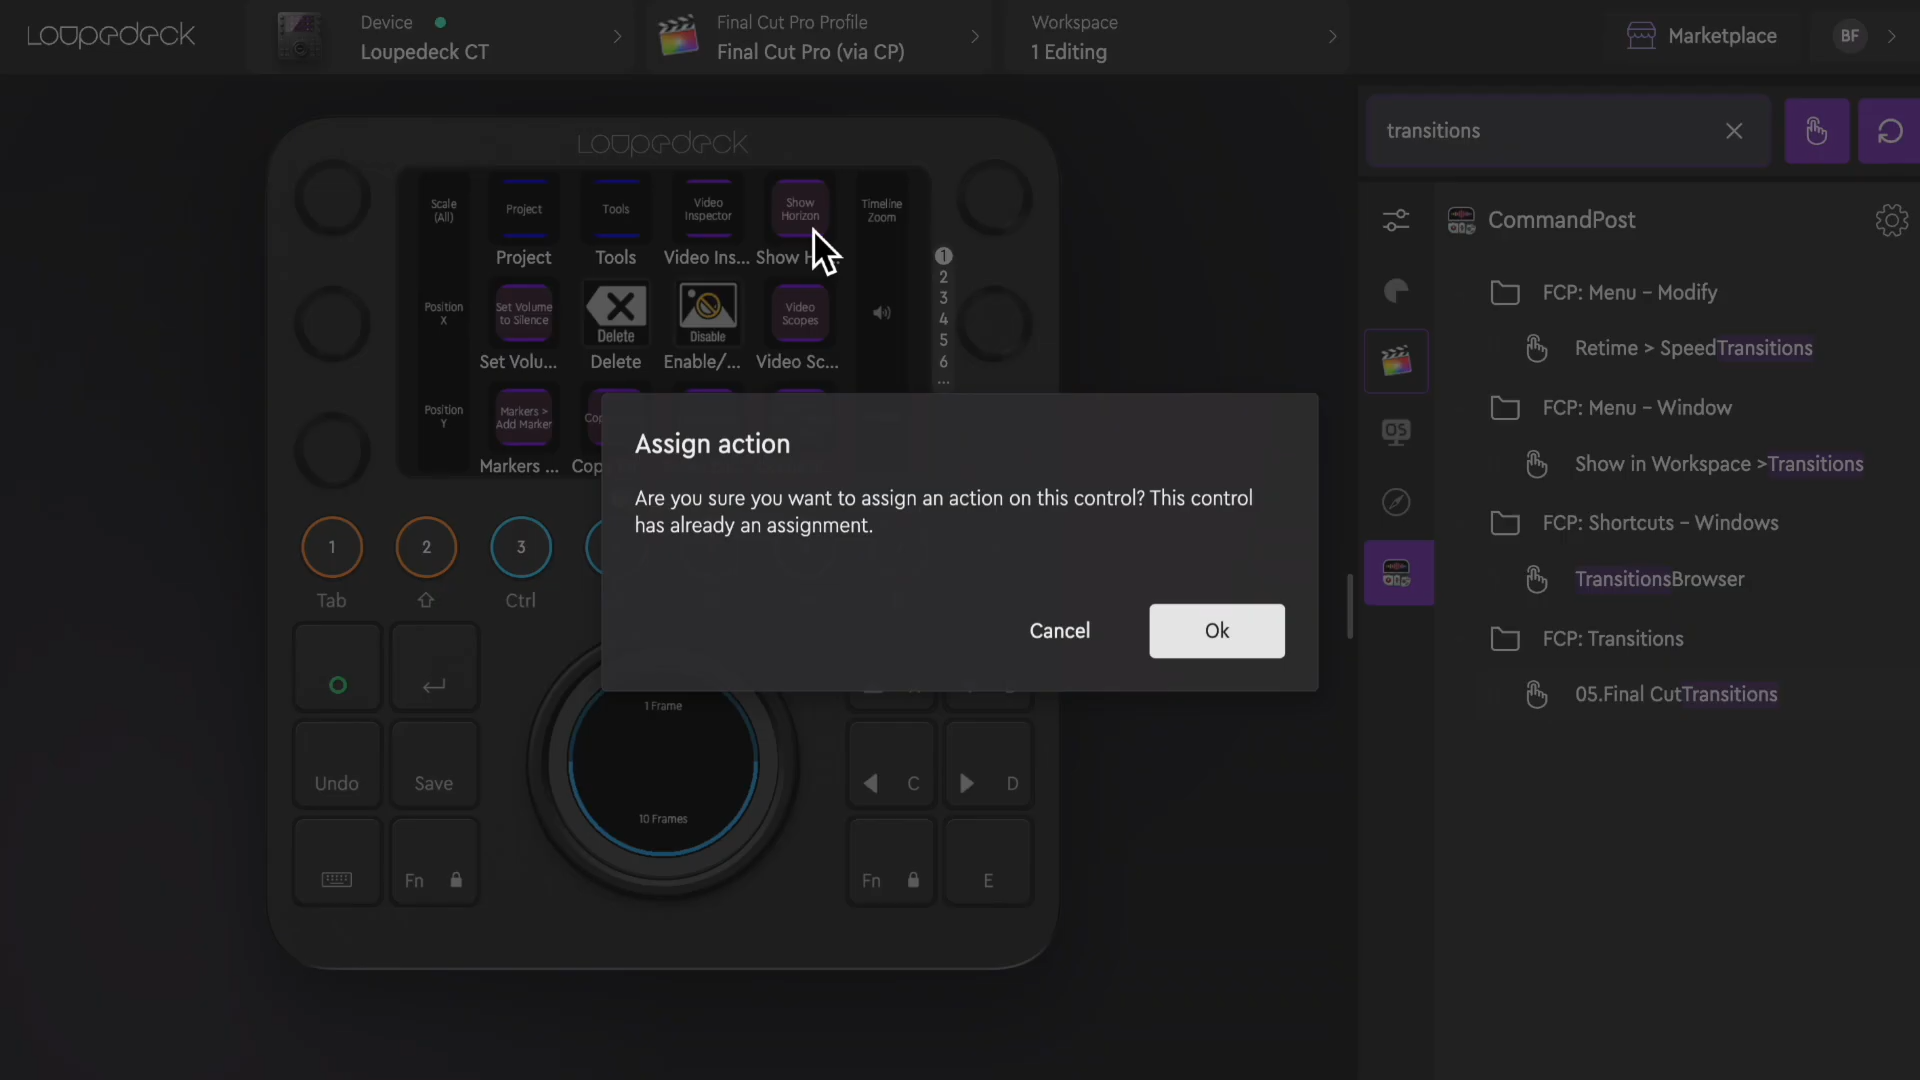 Loupedeck
Device
Loupedeck CT
Final Cut Pro Profile
Final Cut Pro (via CP)
Workspace
1 Editing
Marketplace
BF
Loupedeck
Scale
(All)
Project
Tools
Video
Inspector
Show
Horizon
Timeline
Zoom
Project
Tools
Video Ins...
Show H
Position
X
Set Volume
to Silence
Delete
Disable
Video
Scopes
Set Volu...
Delete
Enable/...
Video Sc...
Position
Y
Markers >
Add Marker
Markers ...
1
2
3
4
5
6
...
Assign action
Are you sure you want to assign an action on this control? This control
has already an assignment.
Cancel
Ok
1
2
3
Tab
Ctrl
Undo
Save
Fn
1 Frame
10 Frames
C
D
Fn
E
transitions
CommandPost
FCP: Menu – Modify
Retime > SpeedTransitions
FCP: Menu – Window
Show in Workspace >Transitions
FCP: Shortcuts – Windows
TransitionsBrowser
FCP: Transitions
05.Final CutTransitions
OS